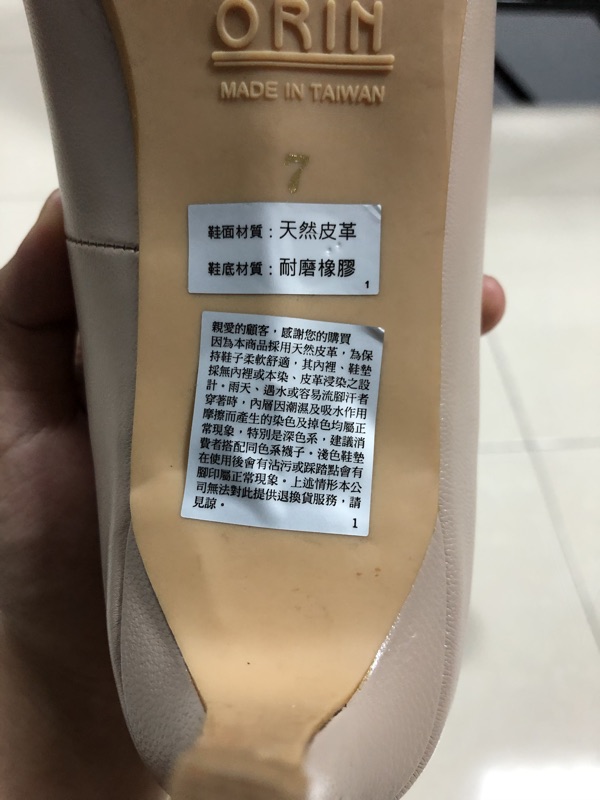 ORIN
MADE IN TAIWAN
7
鞋面材質：天然皮革
鞋底材質：耐磨橡膠
1
親愛的顧客，感謝您的購買
因為本商品採用天然皮革，為保
持鞋子柔軟舒適，其內裡、鞋墊
採無內裡或本染、皮革浸染之設
計。雨天、遇水或容易流腳汗者
穿著時，內層因潮濕及吸水作用
摩擦而產生的染色及掉色均屬正
常現象，特別是深色系，建議消
費者搭配同色系襪子。淺色鞋墊
在使用後會有沾污或踩踏點會有
腳印屬正常現象。上述情形本公
司無法對此提供退換貨服務，請
見諒。
1